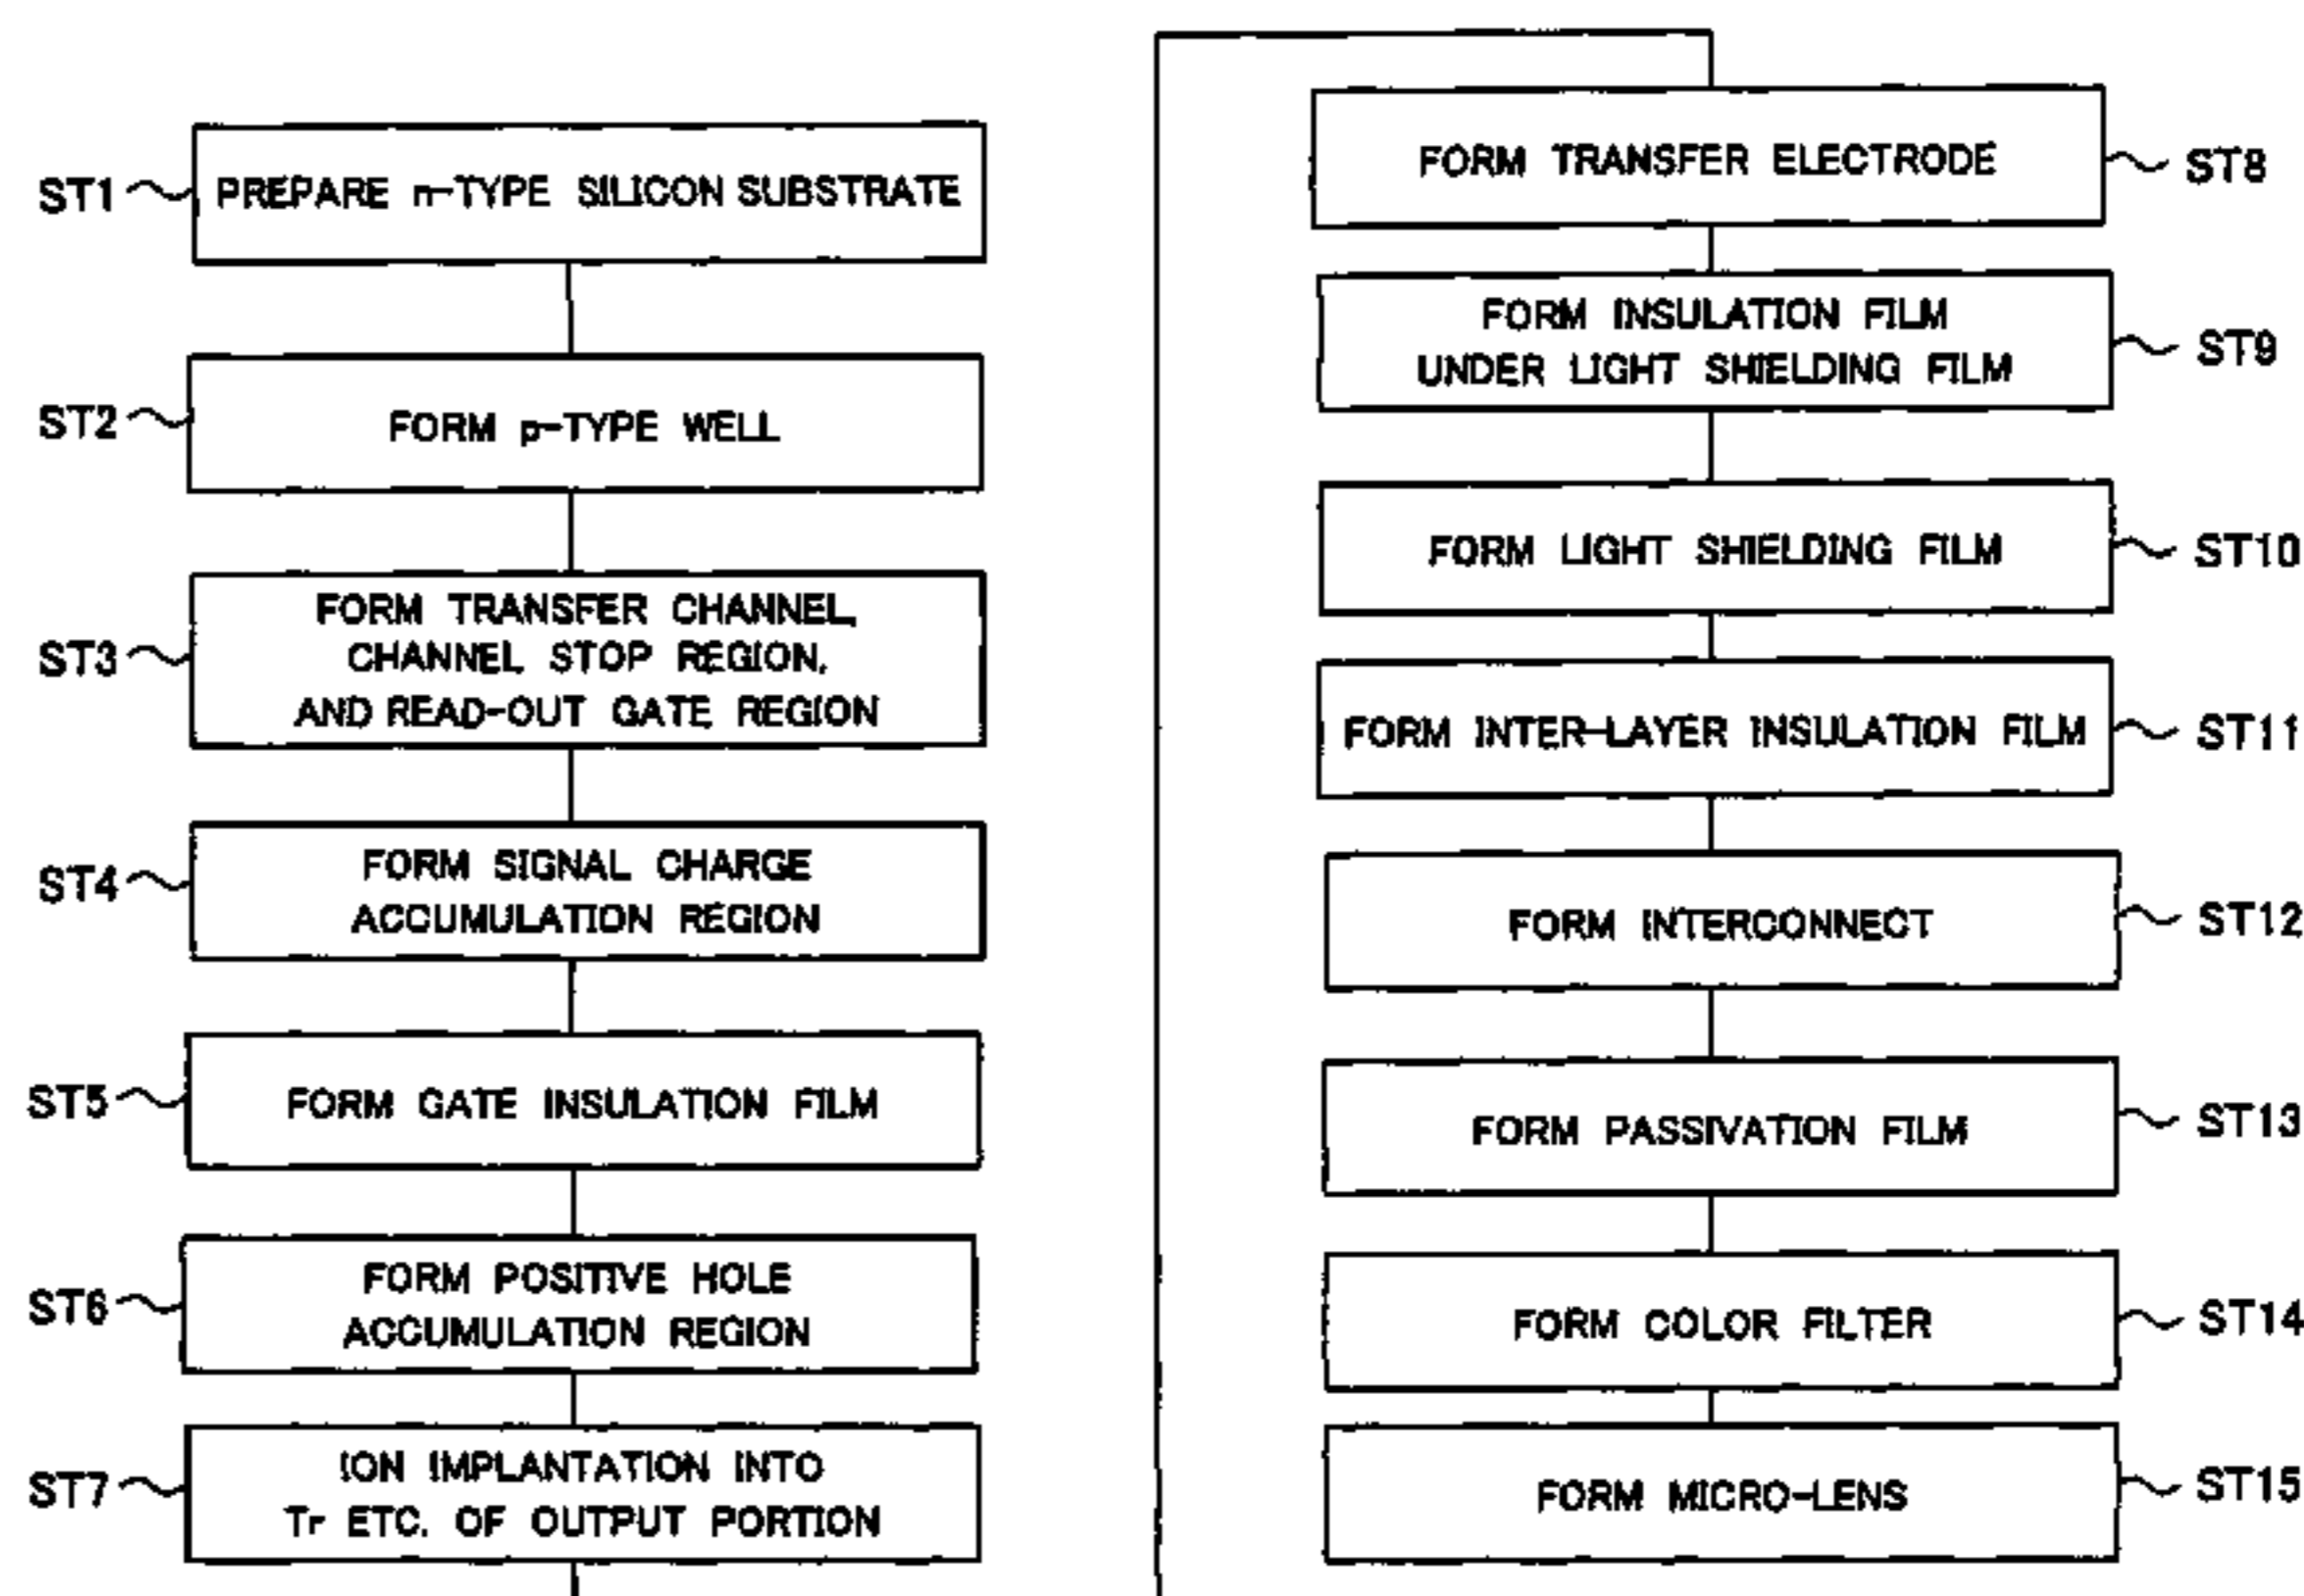 ST1
PREPARE n-TYPE SILICON SUBSTRATE
ST2
FORM p-TYPE WELL
ST3
FORM TRANSFER CHANNEL,
CHANNEL STOP REGION,
AND READ-OUT GATE REGION
ST4
FORM SIGNAL CHARGE
ACCUMULATION REGION
ST5
FORM GATE INSULATION FILM
ST6
FORM POSITIVE HOLE
ACCUMULATION REGION
ST7
ION IMPLANTATION INTO
Tr ETC. OF OUTPUT PORTION
FORM TRANSFER ELECTRODE
ST8
FORM INSULATION FILM
UNDER LIGHT SHIELDING FILM
ST9
FORM LIGHT SHIELDING FILM
ST10
FORM INTER-LAYER INSULATION FILM
ST11
FORM INTERCONNECT
ST12
FORM PASSIVATION FILM
ST13
FORM COLOR FILTER
ST14
FORM MICRO-LENS
ST15